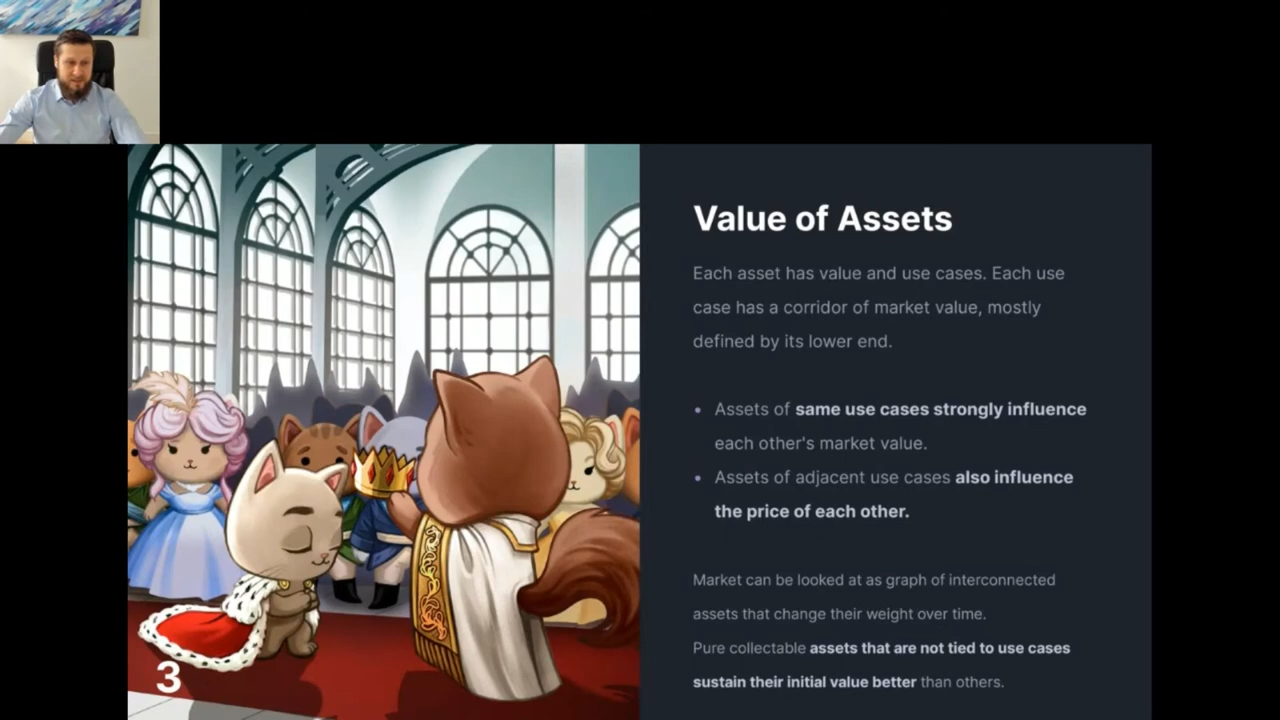 Value of Assets
Each asset has value and use cases. Each use
case has a corridor of market value, mostly
defined by its lower end.
• Assets of same use cases strongly influence
each other's market value.
• Assets of adjacent use cases also influence
the price of each other.
Market can be looked at as graph of interconnected
assets that change their weight over time.
Pure collectable assets that are not tied to use cases
sustain their initial value better than others.
3